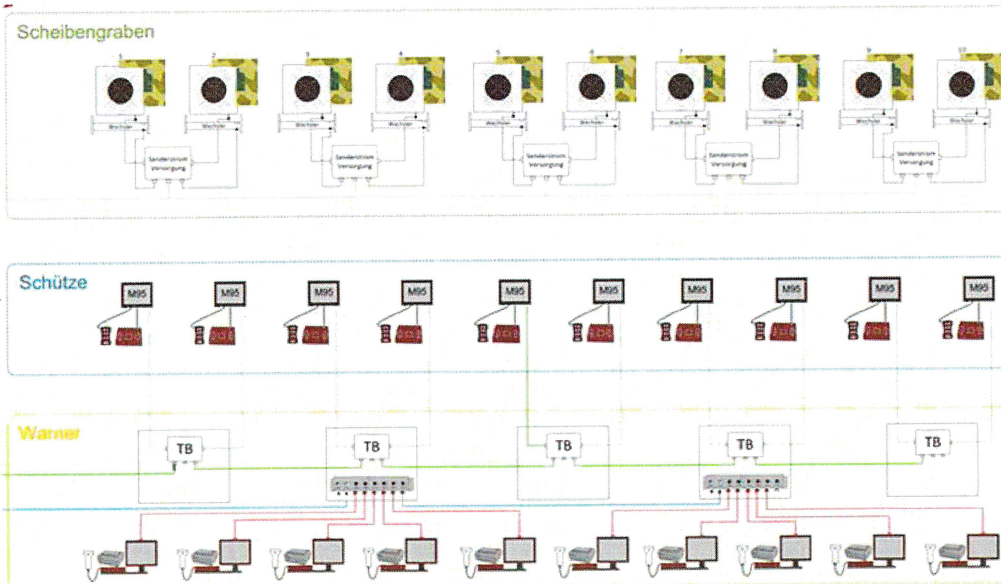 Scheibengraben
1 2 3 4 5 6 7 8 9 10
Wechsler Wechsler Wechsler Wechsler Wechsler Wechsler Wechsler Wechsler Wechsler Wechsler
Senderstrom Senderstrom Senderstrom Senderstrom Senderstrom
Versorgung Versorgung Versorgung Versorgung Versorgung
Schütze
M95 M95 M95 M95 M95 M95 M95 M95 M95 M95
Warner
TB TB TB TB TB